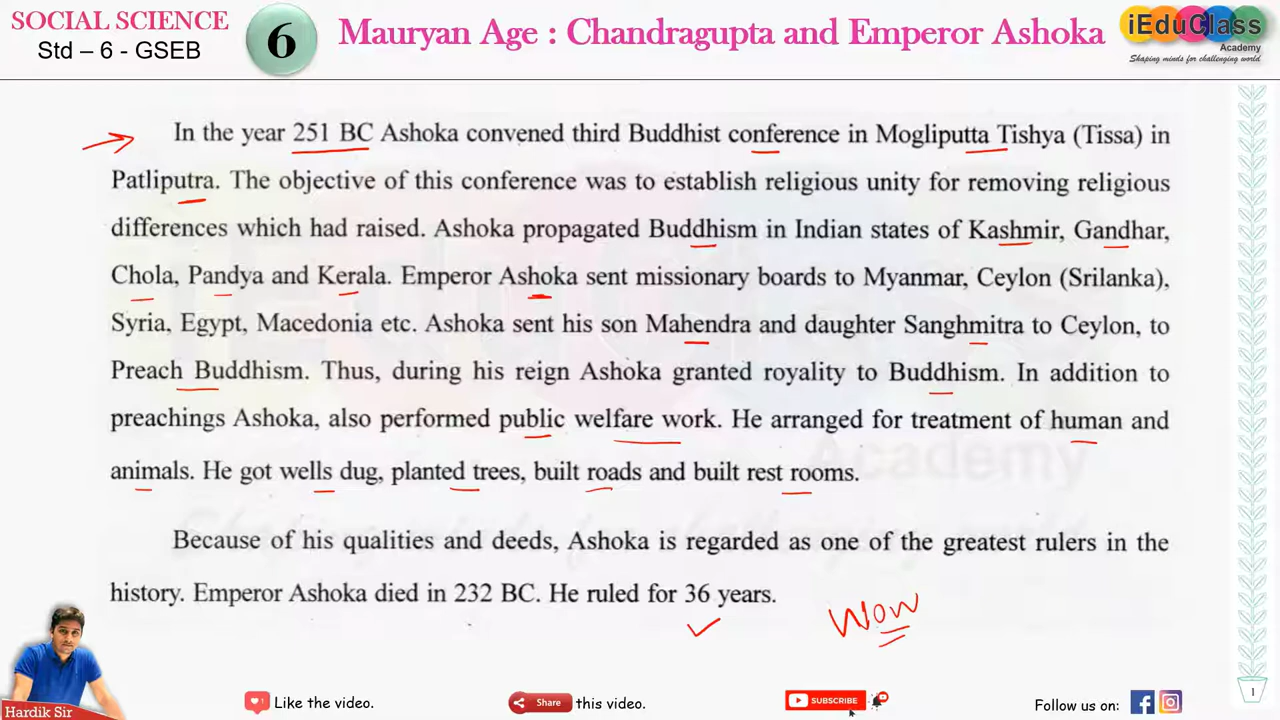 SOCIAL SCIENCE
Std – 6 - GSEB
6
Mauryan Age : Chandragupta and Emperor Ashoka
iEduClass
Academy
Shaping minds for challenging world
In the year 251 BC Ashoka convened third Buddhist conference in Mogliputta Tishya (Tissa) in
Patliputra. The objective of this conference was to establish religious unity for removing religious
differences which had raised. Ashoka propagated Buddhism in Indian states of Kashmir, Gandhar,
Chola, Pandya and Kerala. Emperor Ashoka sent missionary boards to Myanmar, Ceylon (Srilanka),
Syria, Egypt, Macedonia etc. Ashoka sent his son Mahendra and daughter Sanghmitra to Ceylon, to
Preach Buddhism. Thus, during his reign Ashoka granted royality to Buddhism. In addition to
preachings Ashoka, also performed public welfare work. He arranged for treatment of human and
animals. He got wells dug, planted trees, built roads and built rest rooms.
Because of his qualities and deeds, Ashoka is regarded as one of the greatest rulers in the
history. Emperor Ashoka died in 232 BC. He ruled for 36 years.
Wow
iEduClass
Academy
Shaping minds for challenging world
Hardik Sir
Like the video.
Share this video.
SUBSCRIBE
Follow us on:
1